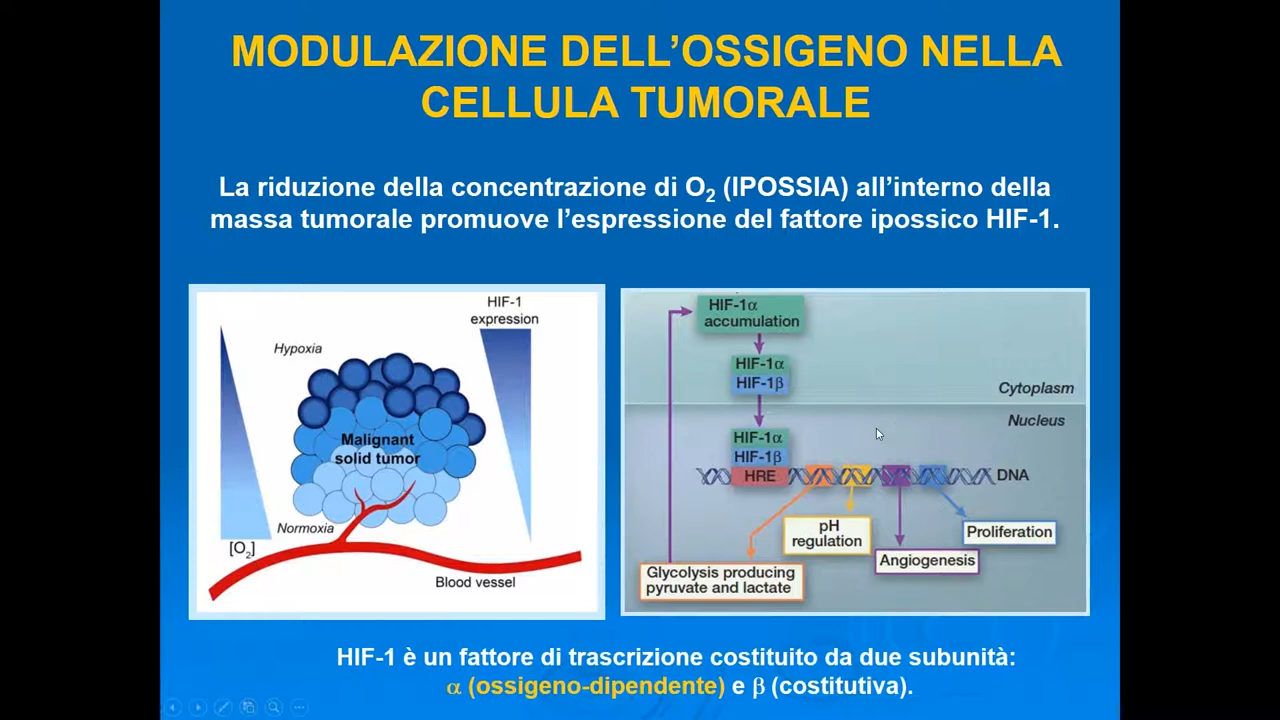 MODULAZIONE DELL’OSSIGENO NELLA
CELLULA TUMORALE
La riduzione della concentrazione di O2 (IPOSSIA) all’interno della
massa tumorale promuove l’espressione del fattore ipossico HIF-1.
HIF-1
expression
Hypoxia
Malignant
solid tumor
Normoxia
[O2]
Blood vessel
HIF-1α
accumulation
HIF-1α
HIF-1β
Cytoplasm
Nucleus
HIF-1α
HIF-1β
HRE
DNA
pH
regulation
Proliferation
Angiogenesis
Glycolysis producing
pyruvate and lactate
HIF-1 è un fattore di trascrizione costituito da due subunità:
α (ossigeno-dipendente) e β (costitutiva).